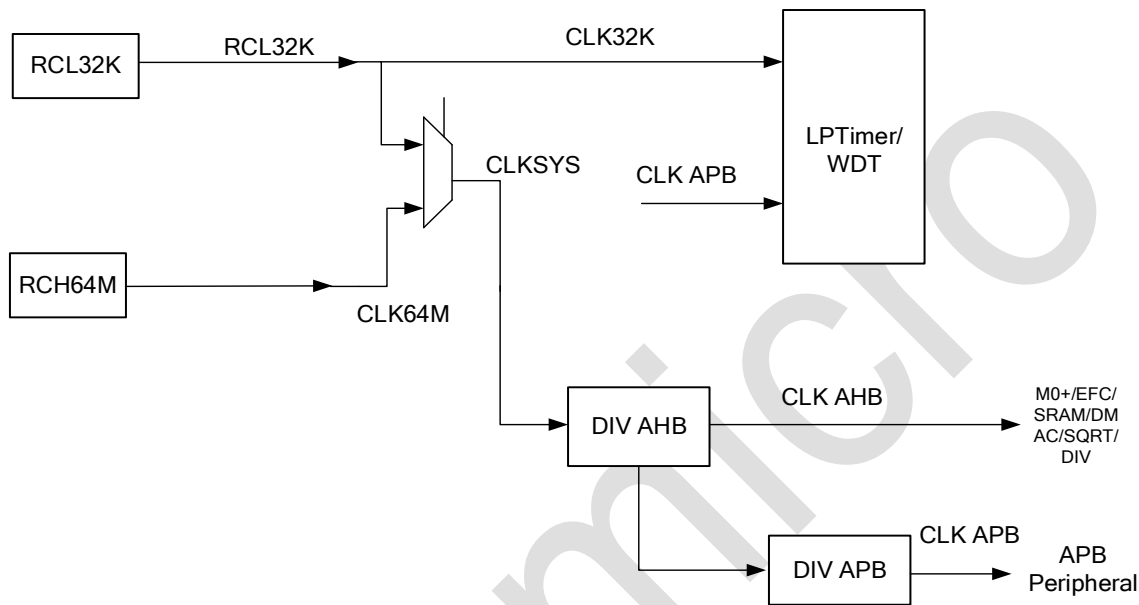 RCL32K
RCL32K
CLK32K
LPTimer/
WDT
CLKSYS
CLK APB
RCH64M
CLK64M
DIV AHB
CLK AHB
M0+/EFC/
SRAM/DM
AC/SQRT/
DIV
DIV APB
CLK APB
APB
Peripheral
micro